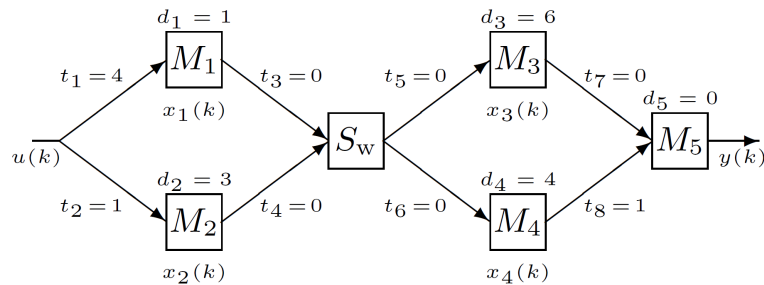 d₁ = 1
d₃ = 6
M₁
M₃
t₁ = 4
t₃ = 0
t₅ = 0
t₇ = 0
x₁(k)
x₃(k)
d₅ = 0
u(k)
S_w
M₅
y(k)
d₂ = 3
d₄ = 4
t₂ = 1
t₄ = 0
t₆ = 0
t₈ = 1
M₂
M₄
x₂(k)
x₄(k)